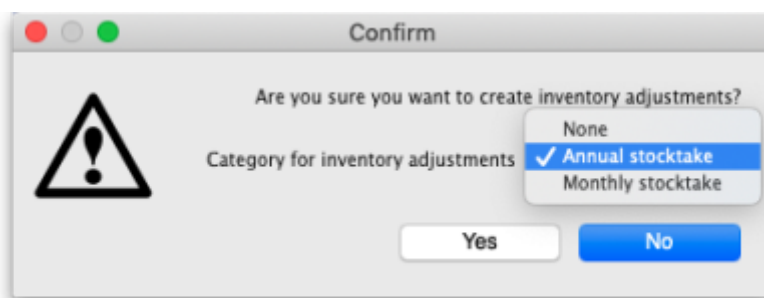 Confirm
Are you sure you want to create inventory adjustments?
None
Category for inventory adjustments ✓ Annual stocktake
Monthly stocktake
Yes No